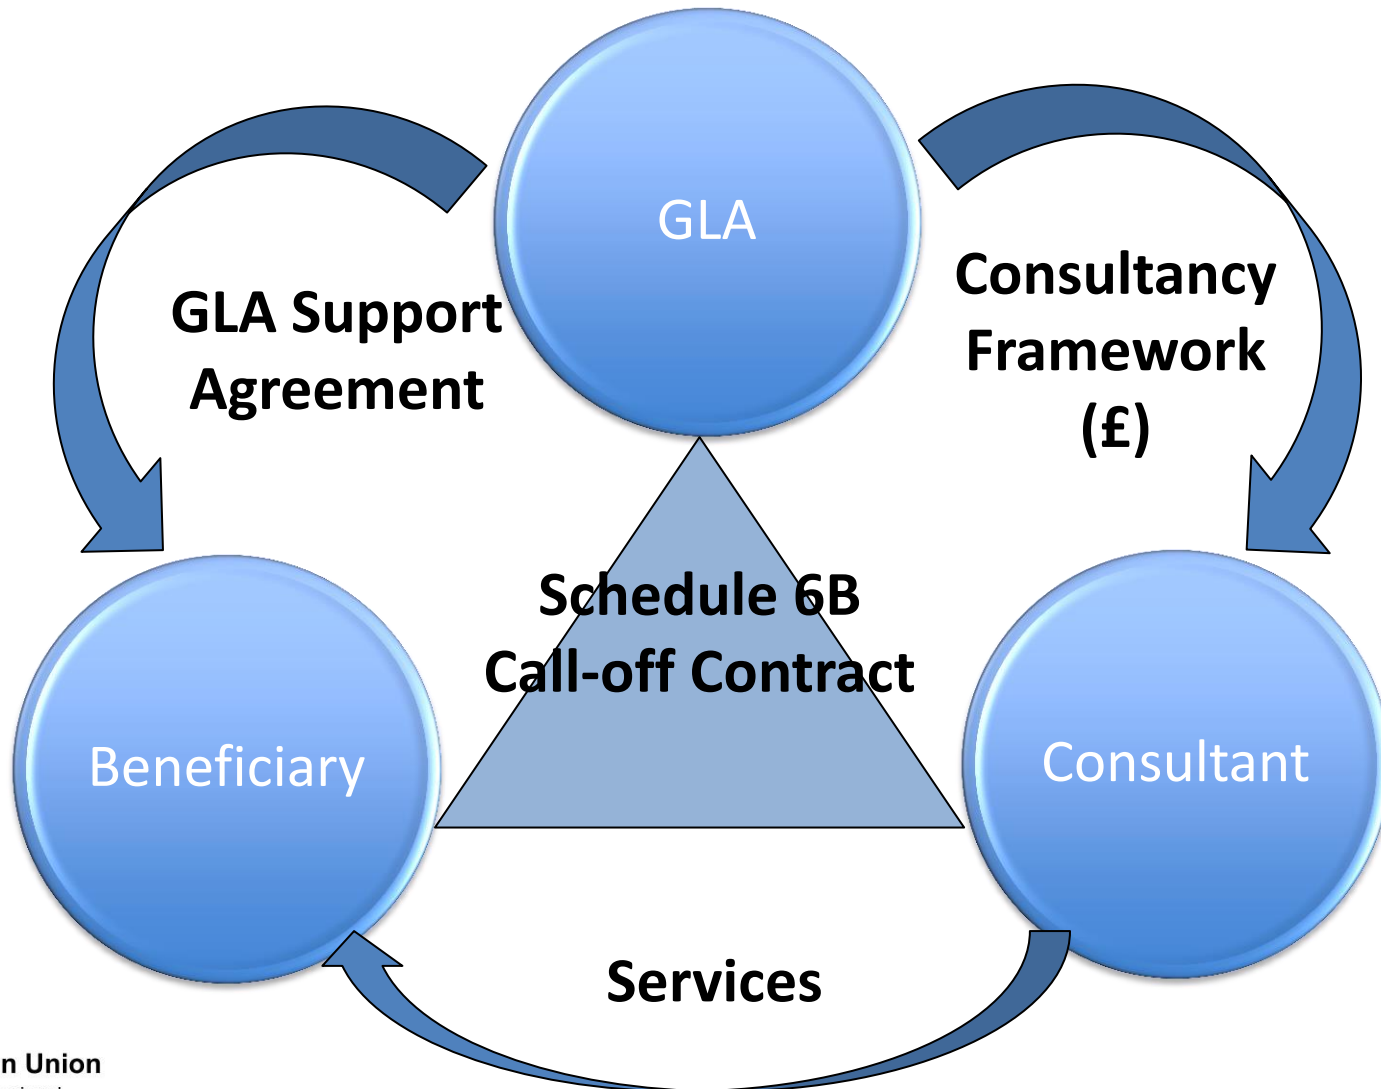 GLA
GLA Support
Agreement
Consultancy
Framework
(£)
Schedule 6B
Call-off Contract
Beneficiary
Consultant
Services
n Union